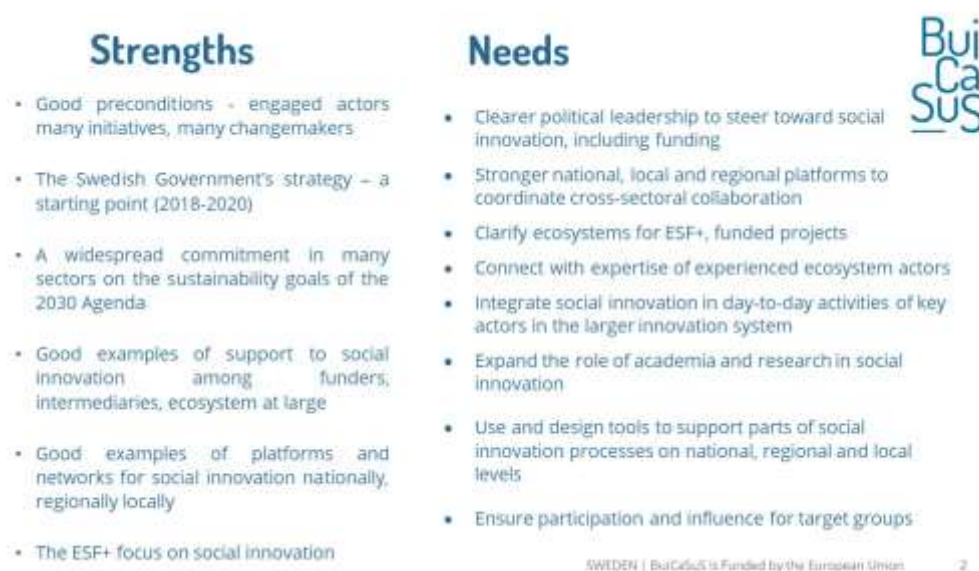 Strengths
• Good preconditions - engaged actors
many initiatives, many changemakers
• The Swedish Government's strategy – a
starting point (2018-2020)
• A widespread commitment in many
sectors on the sustainability goals of the
2030 Agenda
• Good examples of support to social
innovation among funders,
intermediaries, ecosystem at large
• Good examples of platforms and
networks for social innovation nationally,
regionally locally
• The ESF+ focus on social innovation
Needs
• Clearer political leadership to steer toward social
innovation, including funding
• Stronger national, local and regional platforms to
coordinate cross-sectoral collaboration
• Clarify ecosystems for ESF+, funded projects
• Connect with expertise of experienced ecosystem actors
• Integrate social innovation in day-to-day activities of key
actors in the larger innovation system
• Expand the role of academia and research in social
innovation
• Use and design tools to support parts of social
innovation processes on national, regional and local
levels
• Ensure participation and influence for target groups
Bui
Ca
SuS
SWEDEN | BuiCaSuS is Funded by the European Union
2